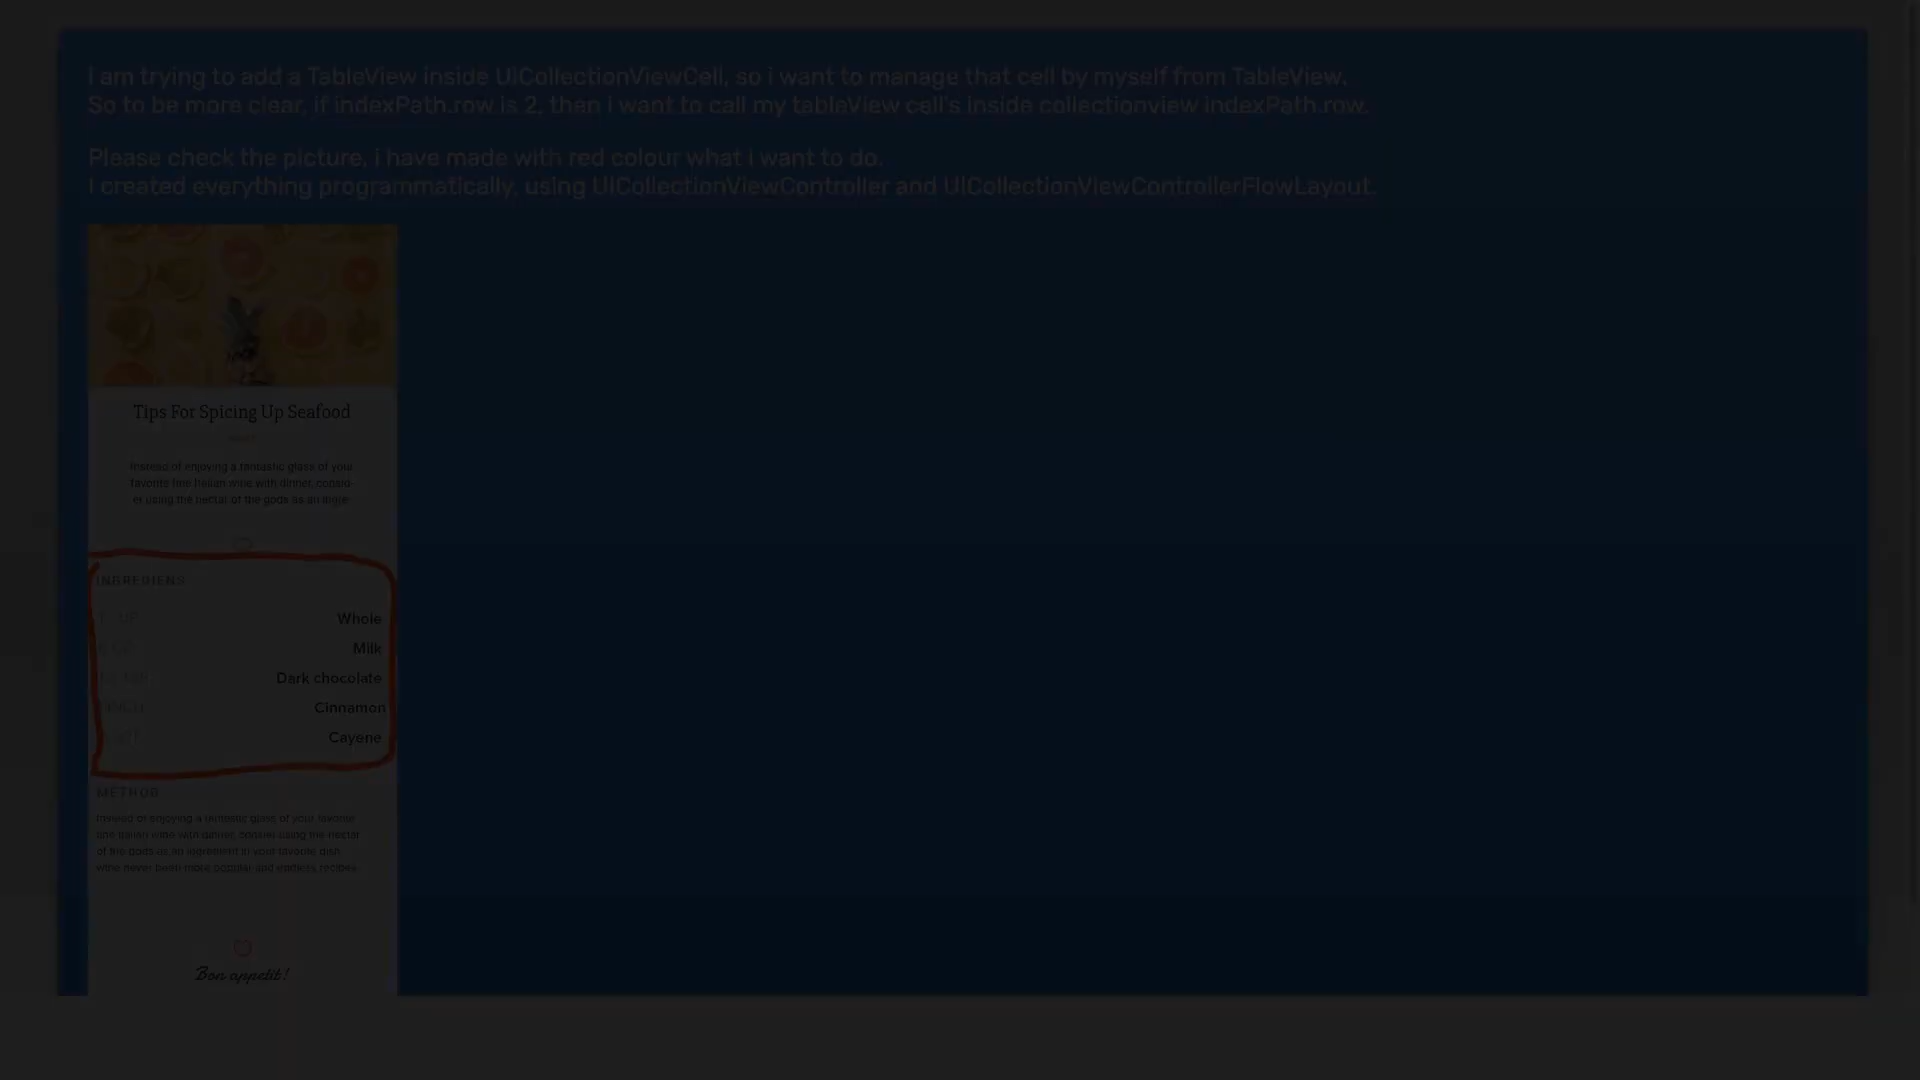 I am trying to add a TableView inside UICollectionViewCell, so i want to manage that cell by myself from TableView.
So to be more clear, if indexPath.row is 2, then i want to call my tableView cell's inside collectionview indexPath.row.
Please check the picture, i have made with red colour what i want to do.
I created everything programmatically, using UICollectionViewController and UICollectionViewControllerFlowLayout.
Tips For Spicing Up Seafood
Instead of enjoying a fantastic glass of your
favorite fine Italian wine with dinner, consid-
er using the nectar of the gods as an ingre-
INGREDIENS
Whole
Milk
Dark chocolate
Cinnamon
Cayene
METHOD
Instead of enjoying a fantastic glass of your favorite
fine Italian wine with dinner, consier using the nectar
of the gods as an ingredient in your favorite dish.
wine never been more popular and endless recipes.
Bon appetit!